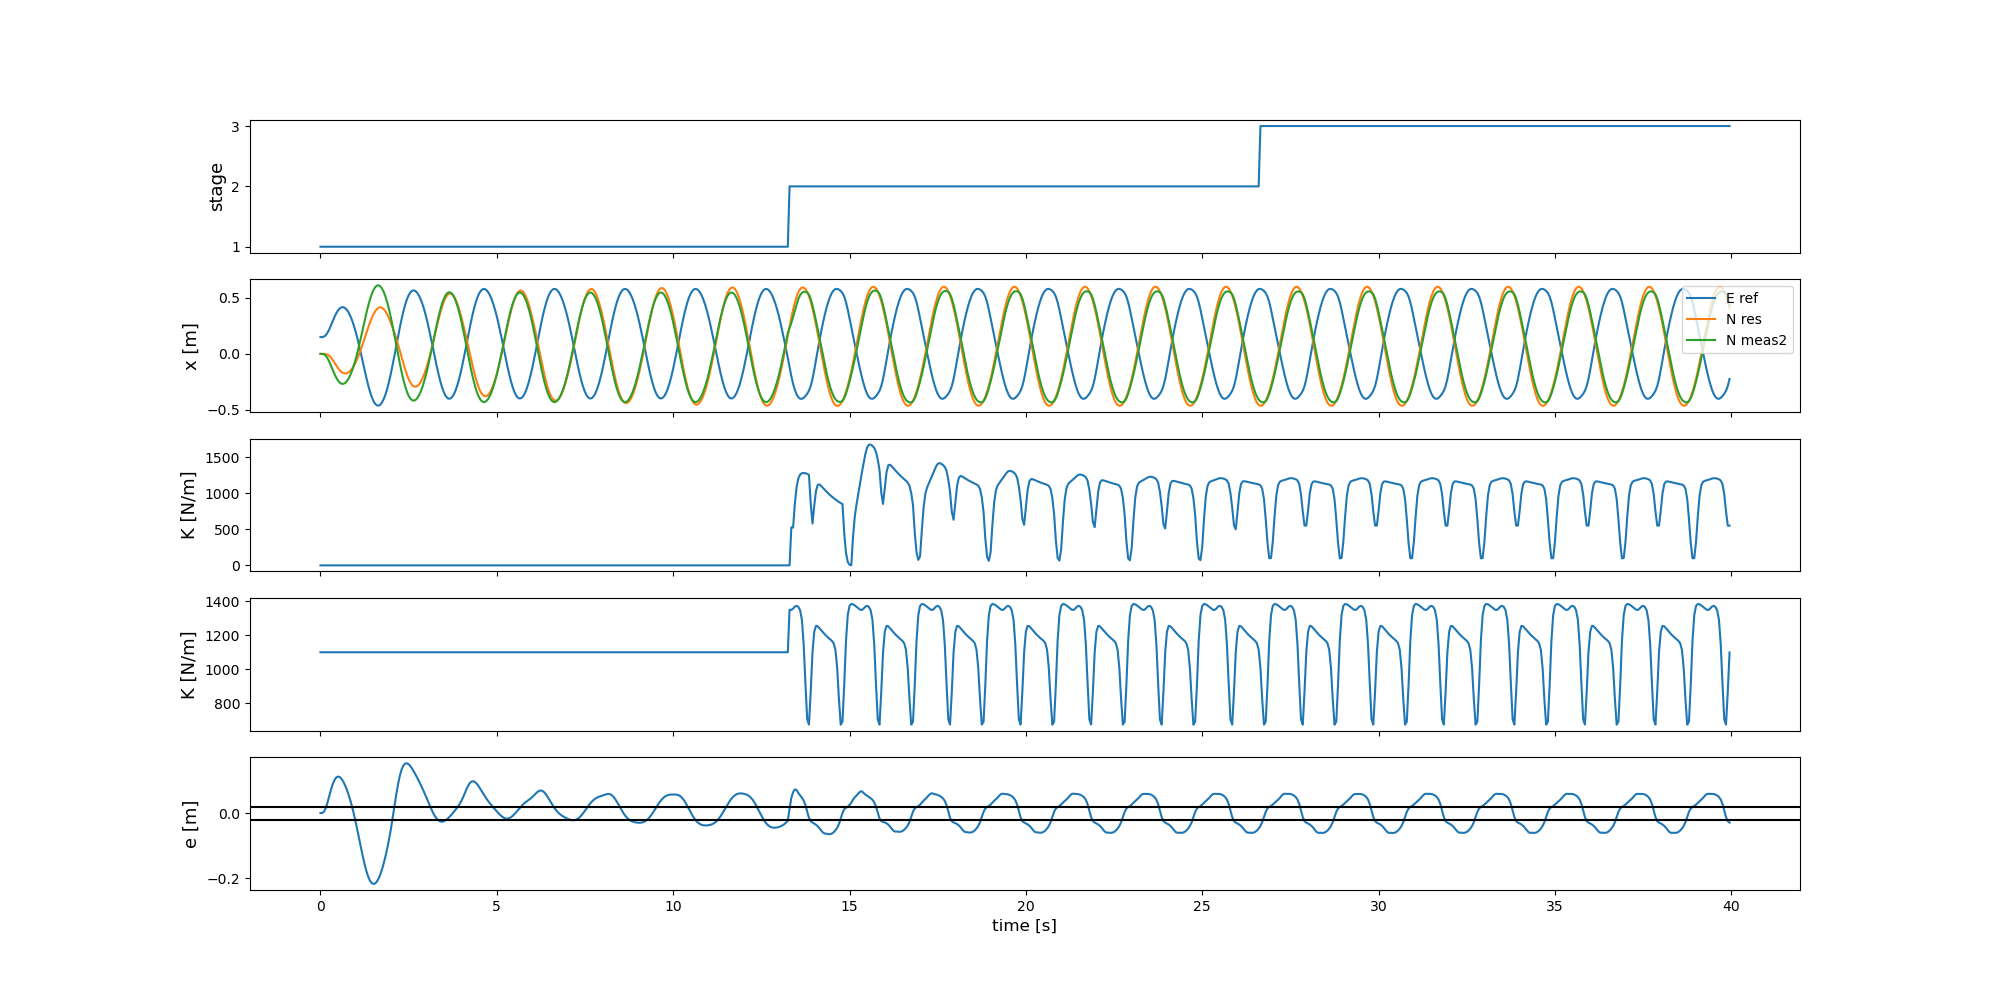 stage
3
2
1
x [m]
0.5
0.0
−0.5
E ref
N res
N meas2
K [N/m]
1500
1000
500
0
K [N/m]
1400
1200
1000
800
e [m]
0.0
−0.2
0 5 10 15 20 25 30 35 40
time [s]